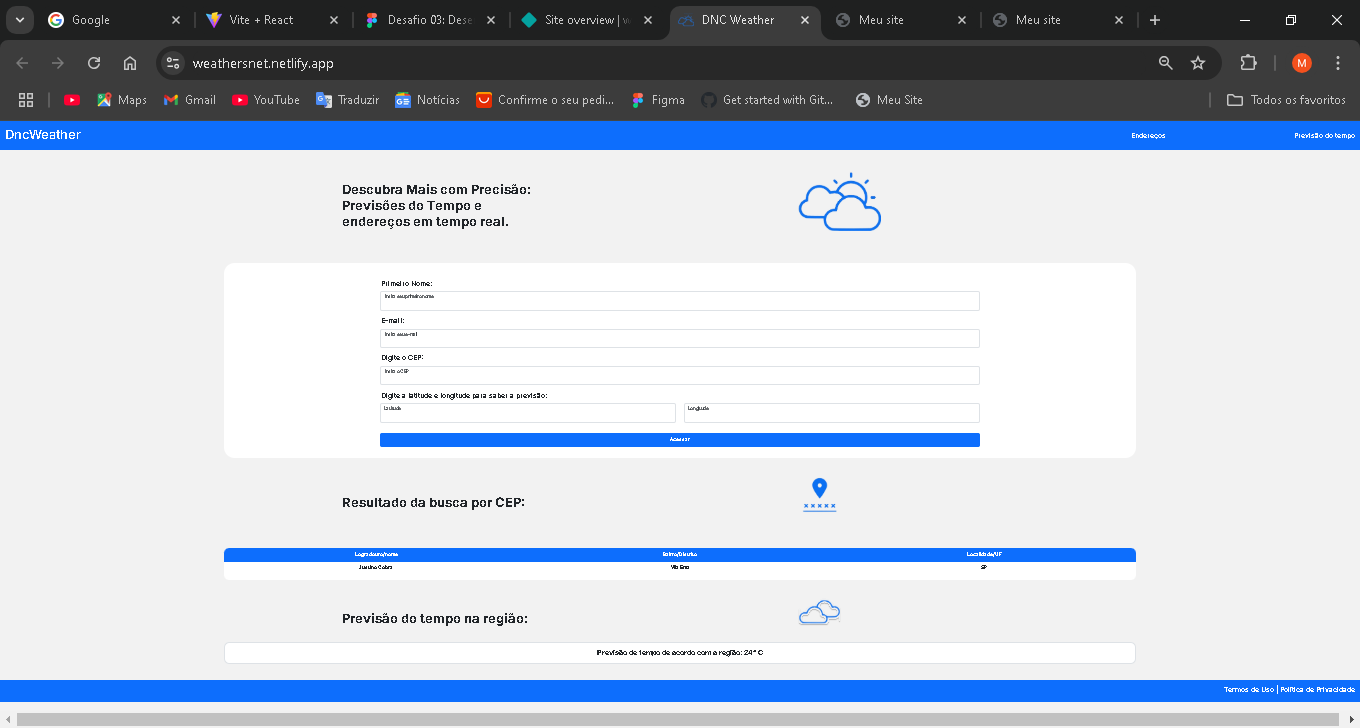 Google
Vite + React
Desafio 03: Dese
Site overview |
DNC Weather
Meu site
Meu site
weathersnet.netlify.app
M
Maps
Gmail
YouTube
Traduzir
Notícias
Confirme o seu pedi...
Figma
Get started with Git...
Meu Site
Todos os favoritos
DncWeather
Endereços
Previsão do tempo
Descubra Mais com Precisão:
Previsões do Tempo e
endereços em tempo real.
Primeiro Nome:
E-mail:
Digite o CEP:
Digite a latitude e longitude para saber a previsão:
Latitude
Longitude
Acessar
Resultado da busca por CEP:
Logradouro/nome
Bairro/Distrito
Localidade/UF
SP
Previsão do tempo na região:
Previsão de tempo de acordo com a região: 24° C
Termos de Uso | Política de Privacidade